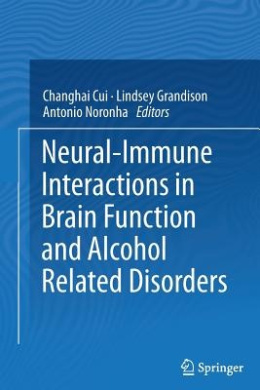 Changhai Cui · Lindsey Grandison
Antonio Noronha Editors
Neural-Immune
Interactions in
Brain Function
and Alcohol
Related Disorders
Springer